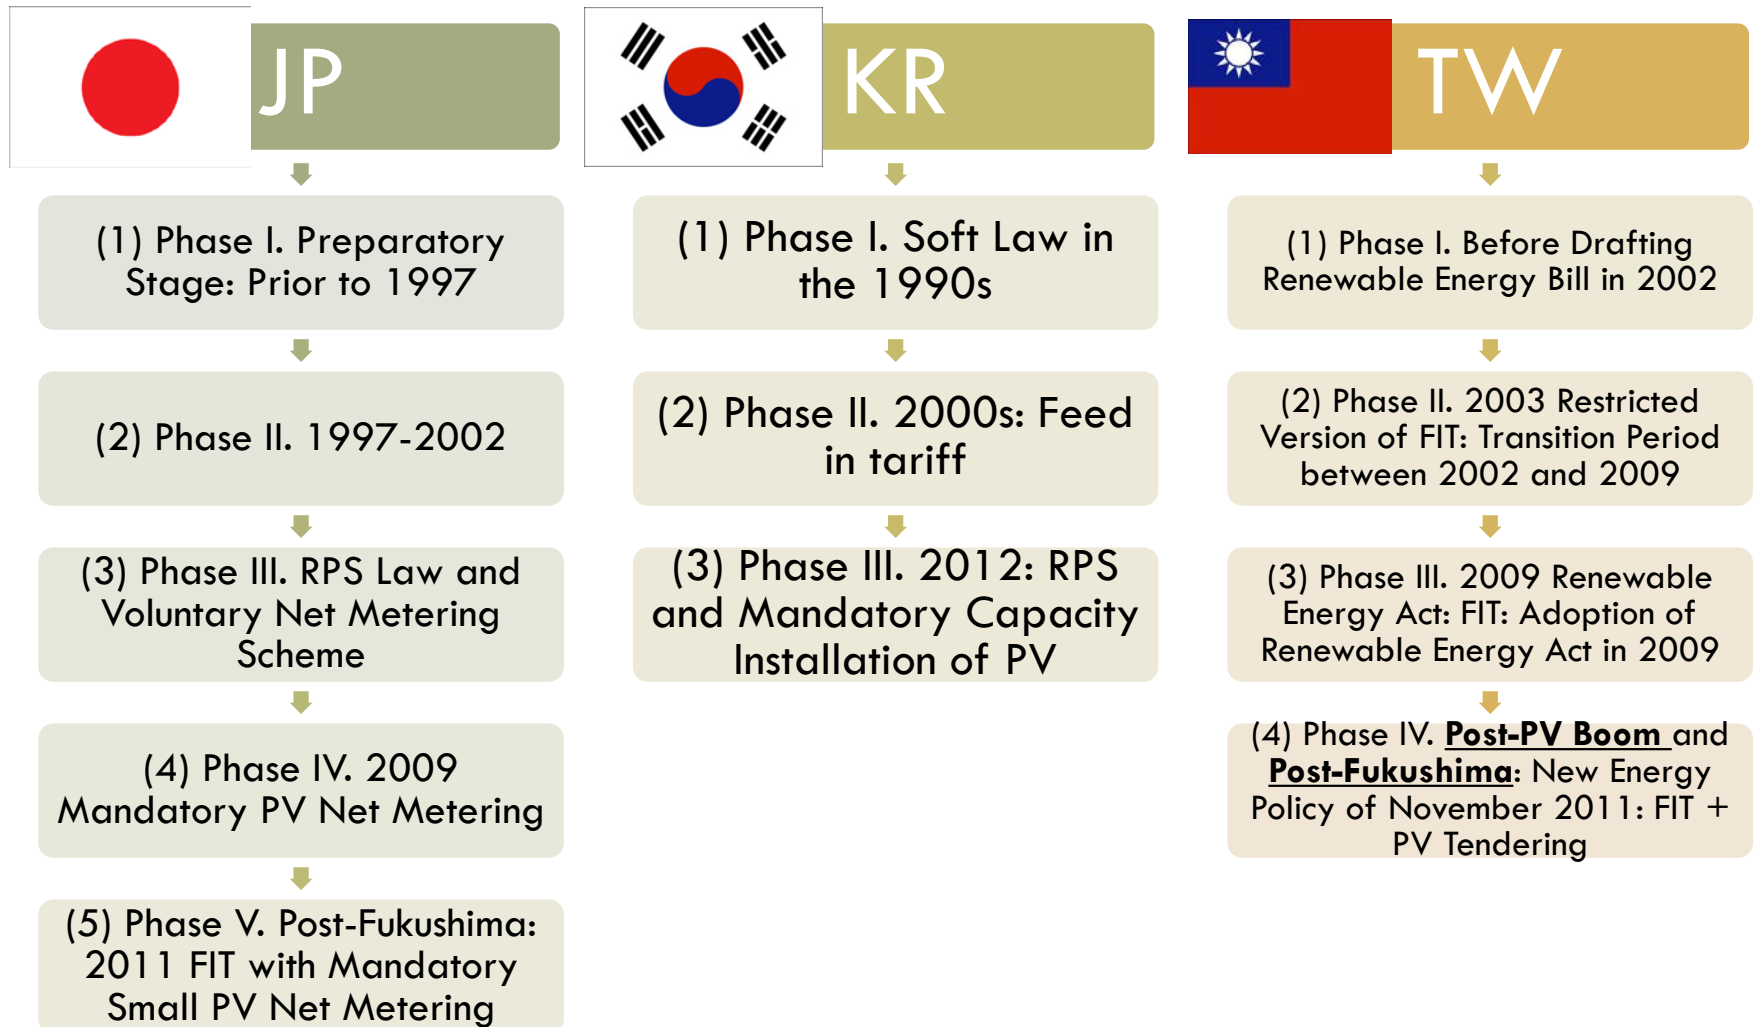 JP
(1) Phase I. Preparatory
Stage: Prior to 1997
(2) Phase II. 1997-2002
(3) Phase III. RPS Law and
Voluntary Net Metering
Scheme
(4) Phase IV. 2009
Mandatory PV Net Metering
(5) Phase V. Post-Fukushima:
2011 FIT with Mandatory
Small PV Net Metering
KR
(1) Phase I. Soft Law in
the 1990s
(2) Phase II. 2000s: Feed
in tariff
(3) Phase III. 2012: RPS
and Mandatory Capacity
Installation of PV
TW
(1) Phase I. Before Drafting
Renewable Energy Bill in 2002
(2) Phase II. 2003 Restricted
Version of FIT: Transition Period
between 2002 and 2009
(3) Phase III. 2009 Renewable
Energy Act: FIT: Adoption of
Renewable Energy Act in 2009
(4) Phase IV. Post-PV Boom and
Post-Fukushima: New Energy
Policy of November 2011: FIT +
PV Tendering